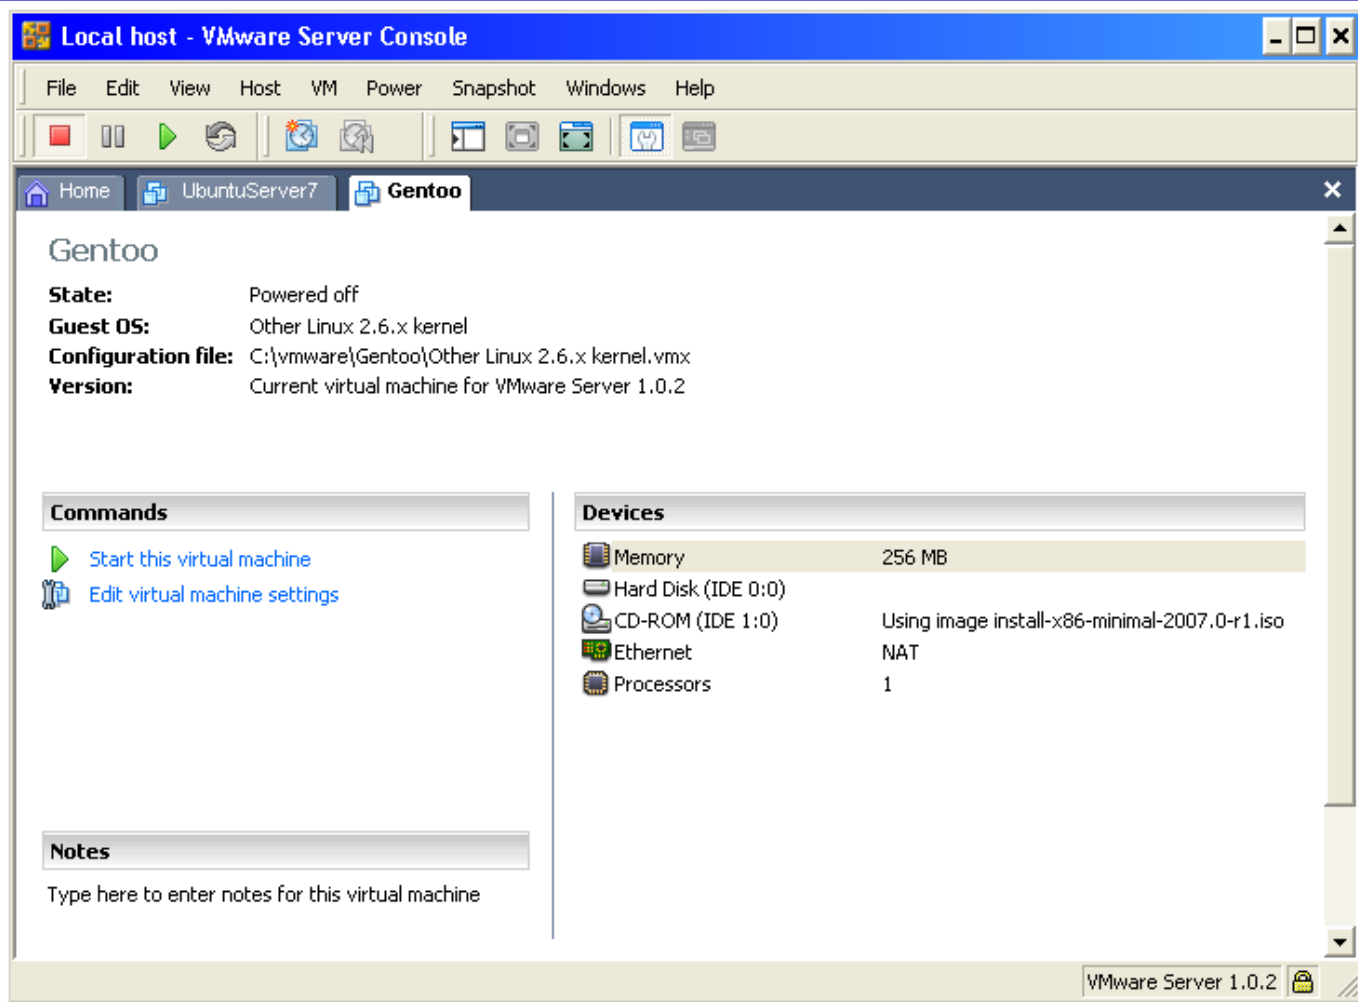 Local host - VMware Server Console
File Edit View Host VM Power Snapshot Windows Help
Home UbuntuServer7 Gentoo
Gentoo
State: Powered off
Guest OS: Other Linux 2.6.x kernel
Configuration file: C:\vmware\Gentoo\Other Linux 2.6.x kernel.vmx
Version: Current virtual machine for VMware Server 1.0.2
Commands
Start this virtual machine
Edit virtual machine settings
Devices
Memory 256 MB
Hard Disk (IDE 0:0)
CD-ROM (IDE 1:0) Using image install-x86-minimal-2007.0-r1.iso
Ethernet NAT
Processors 1
Notes
Type here to enter notes for this virtual machine
VMware Server 1.0.2